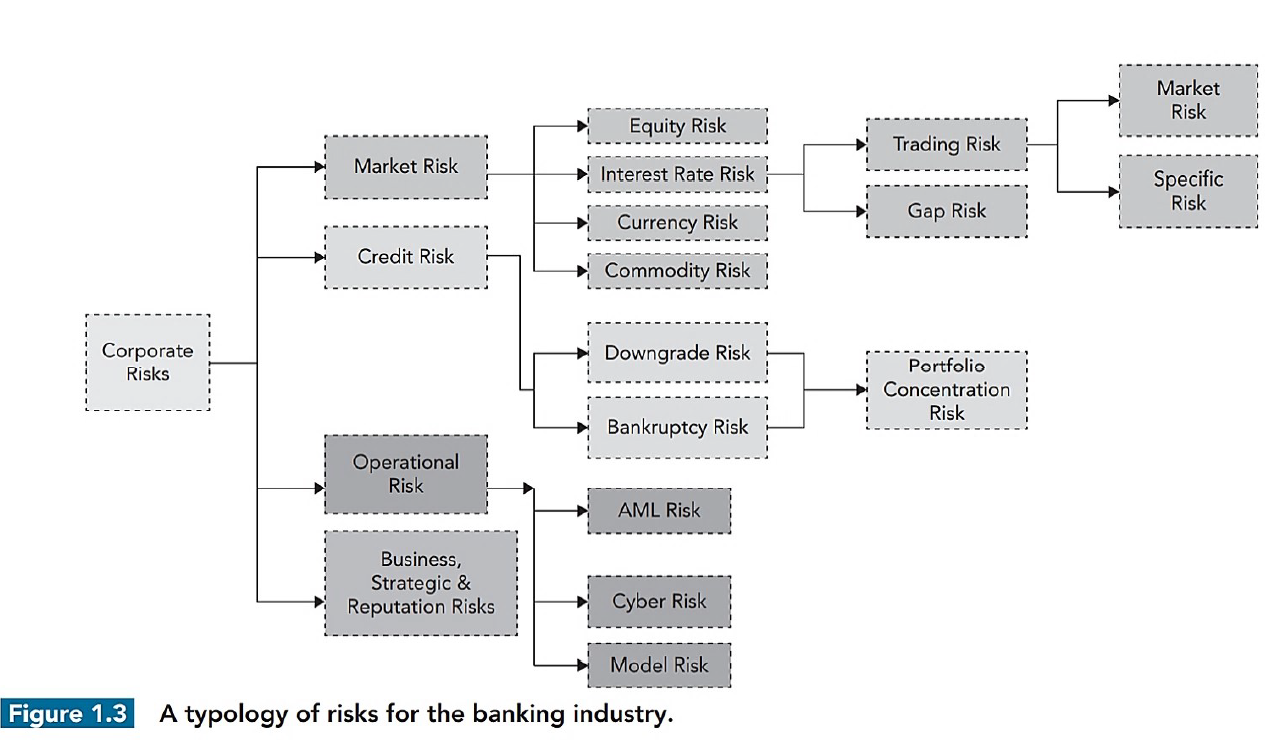 Corporate
Risks
Market Risk
Credit Risk
Operational
Risk
Business,
Strategic &
Reputation Risks
Equity Risk
Interest Rate Risk
Currency Risk
Commodity Risk
Downgrade Risk
Bankruptcy Risk
AML Risk
Cyber Risk
Model Risk
Trading Risk
Gap Risk
Portfolio
Concentration
Risk
Market
Risk
Specific
Risk
Figure 1.3 A typology of risks for the banking industry.